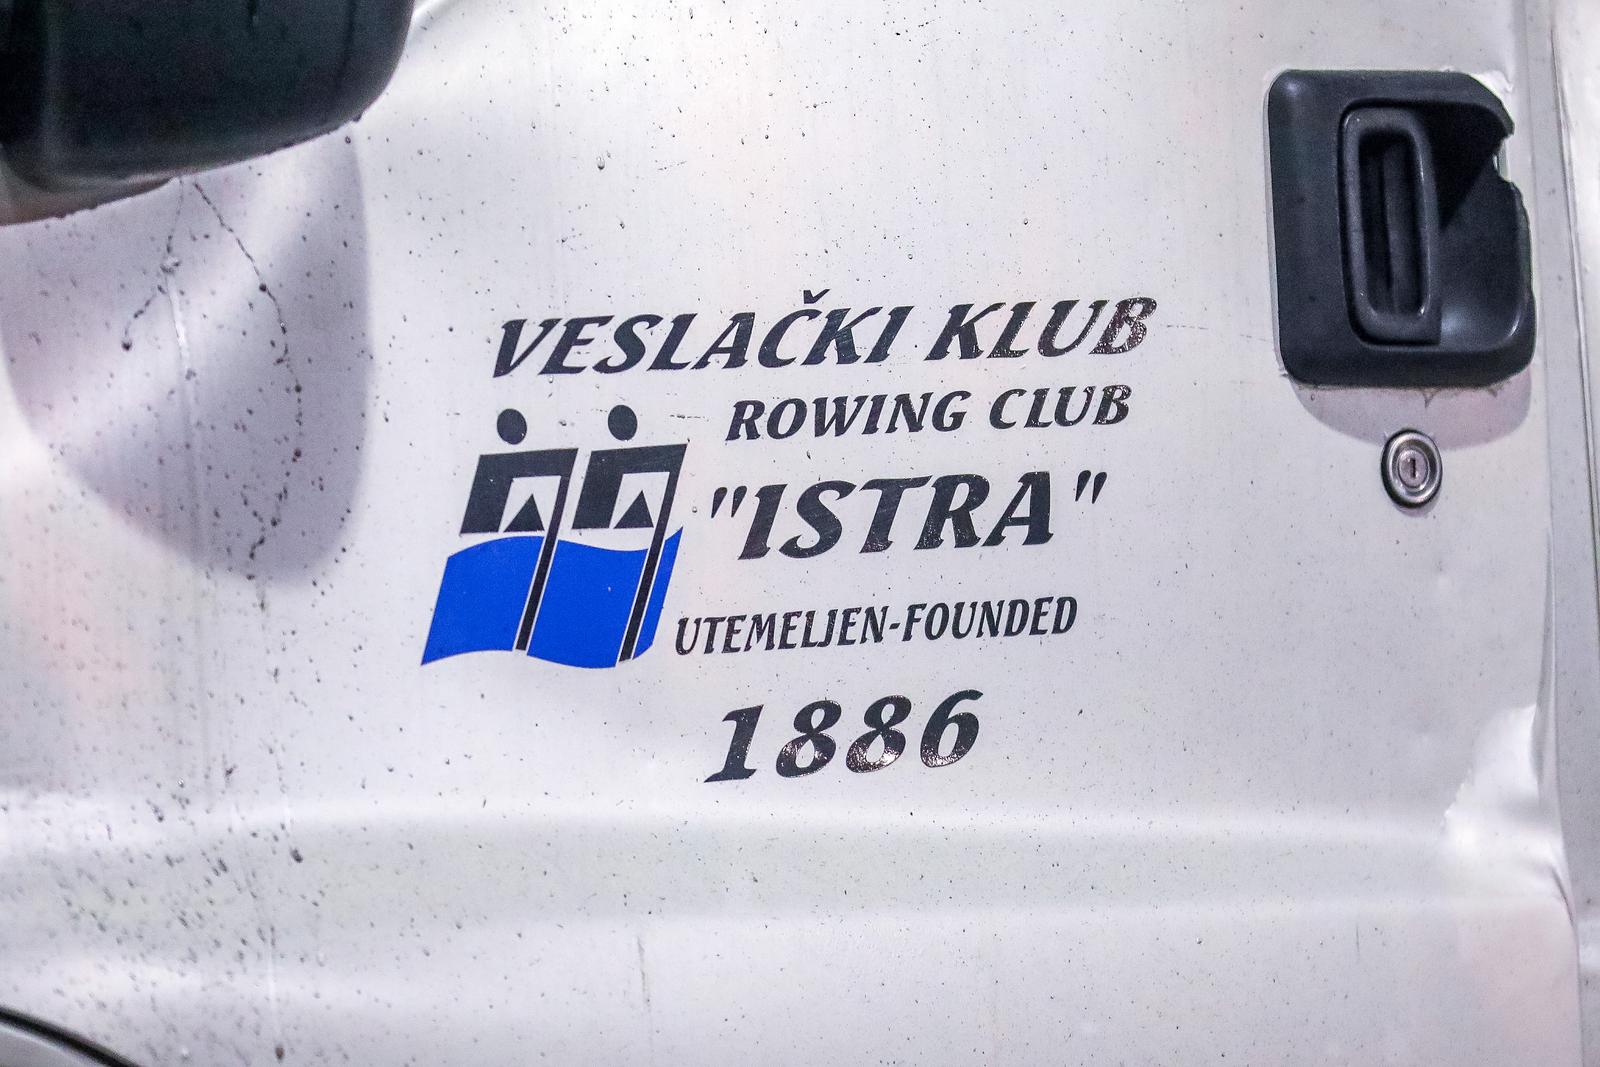 VESLAČKI KLUB
ROWING CLUB
"ISTRA"
UTEMELJEN-FOUNDED
1886